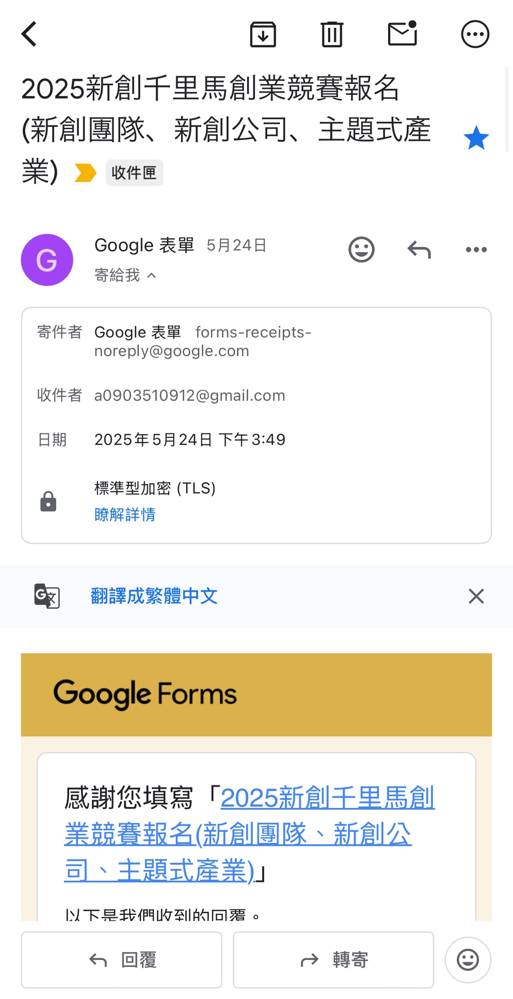 2025新創千里馬創業競賽報名
(新創團隊、新創公司、主題式產
業) 收件匣
G
Google 表單 5月24日
寄給我
寄件者 Google 表單 forms-receipts-
noreply@google.com
收件者 a0903510912@gmail.com
日期 2025年5月24日 下午3:49
標準型加密 (TLS)
瞭解詳情
G文 翻譯成繁體中文
Google Forms
感謝您填寫「2025新創千里馬創
業競賽報名(新創團隊、新創公
司、主題式產業)」
以下是我們收到的回覆。
回覆 轉寄